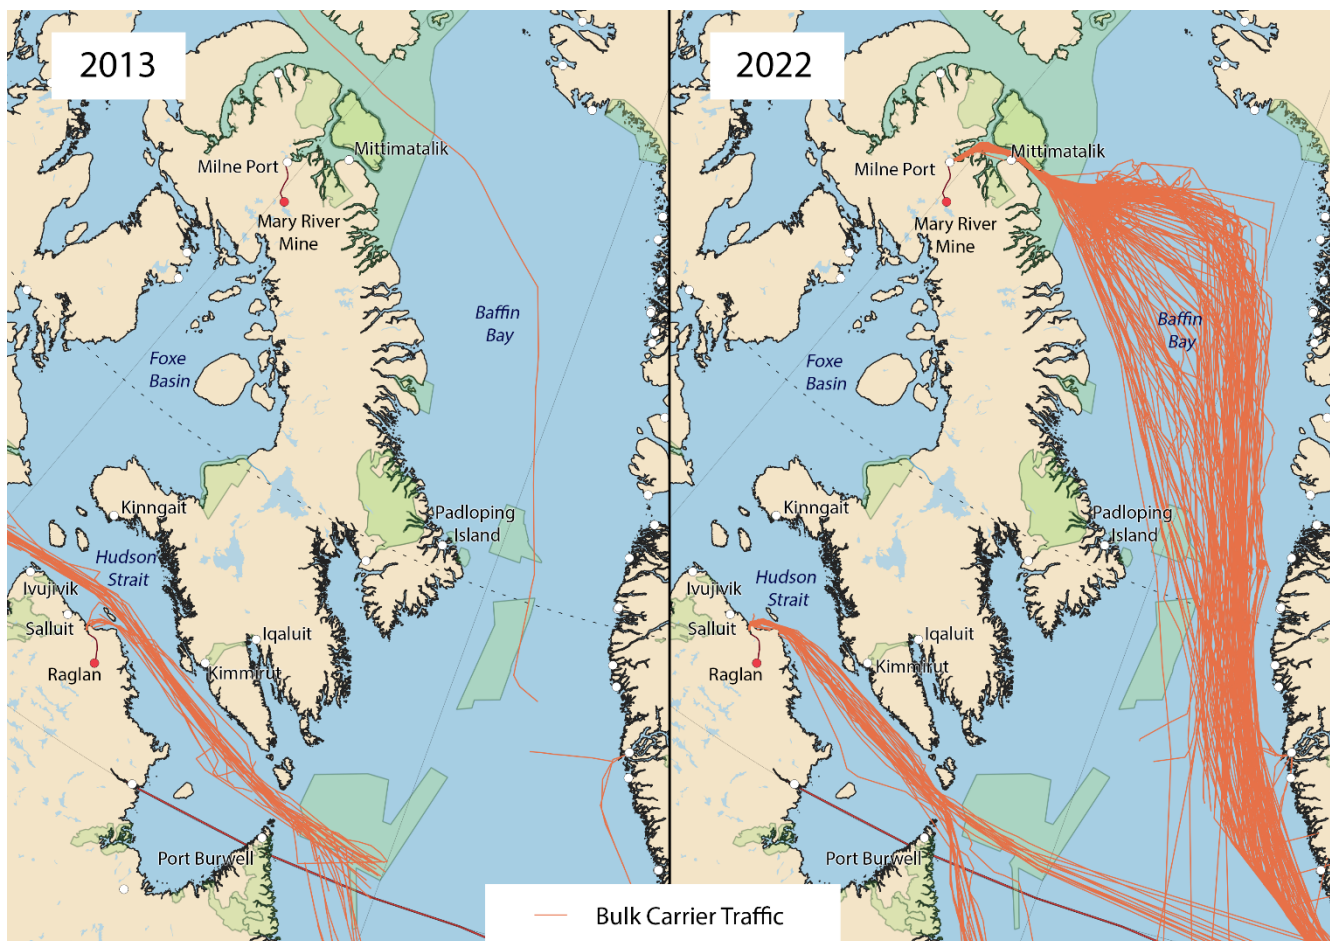 2013
Mittimatalik
Milne Port
Mary River
Mine
Baffin
Bay
Foxe
Basin
Kinngait
Padloping
Island
Hudson
Strait
Ivujivik
Salluit
Iqaluit
Raglan
Kimmirut
Port Burwell
2022
Mittimatalik
Milne Port
Mary River
Mine
Baffin
Bay
Foxe
Basin
Kinngait
Padloping
Island
Hudson
Strait
Ivujivik
Salluit
Iqaluit
Raglan
Kimmirut
Port Burwell
Bulk Carrier Traffic